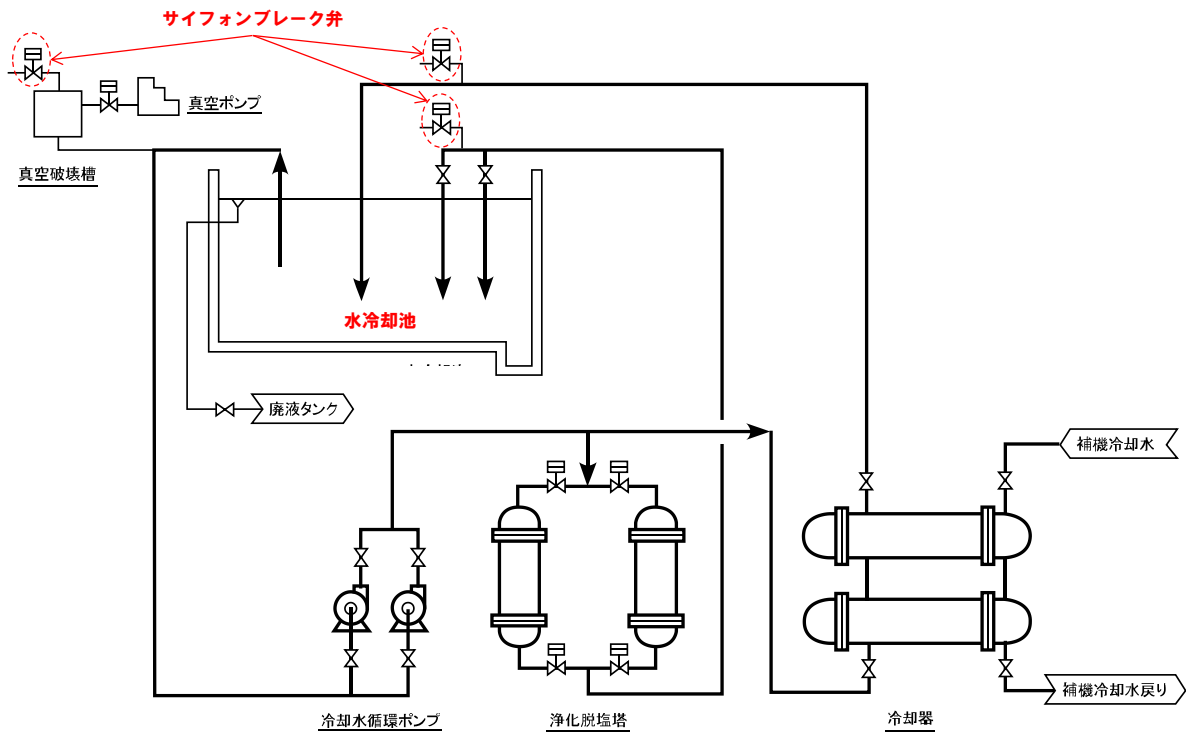 サイフォンブレーク弁
真空ポンプ
真空破壊槽
水冷却池
廃液タンク
補機冷却水
補機冷却水戻り
冷却水循環ポンプ
浄化脱塩塔
冷却器